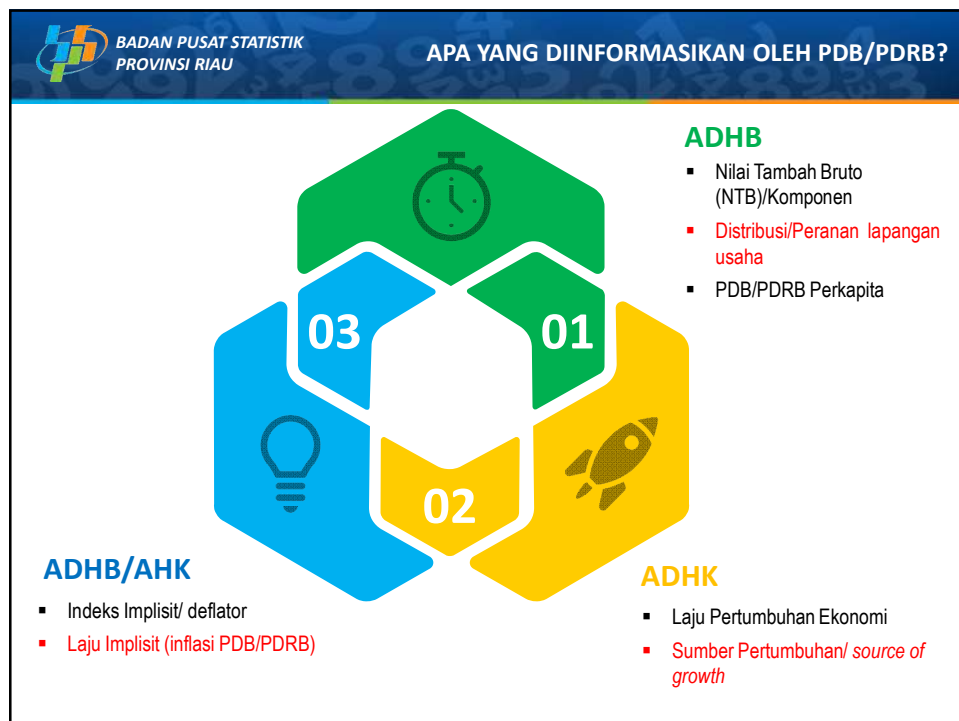 BADAN PUSAT STATISTIK
PROVINSI RIAU
APA YANG DIINFORMASIKAN OLEH PDB/PDRB?
ADHB
▪ Nilai Tambah Bruto
(NTB)/Komponen
▪ Distribusi/Peranan lapangan
usaha
▪ PDB/PDRB Perkapita
03
01
02
ADHB/AHK
▪ Indeks Implisit/ deflator
▪ Laju Implisit (inflasi PDB/PDRB)
ADHK
▪ Laju Pertumbuhan Ekonomi
▪ Sumber Pertumbuhan/ source of
growth